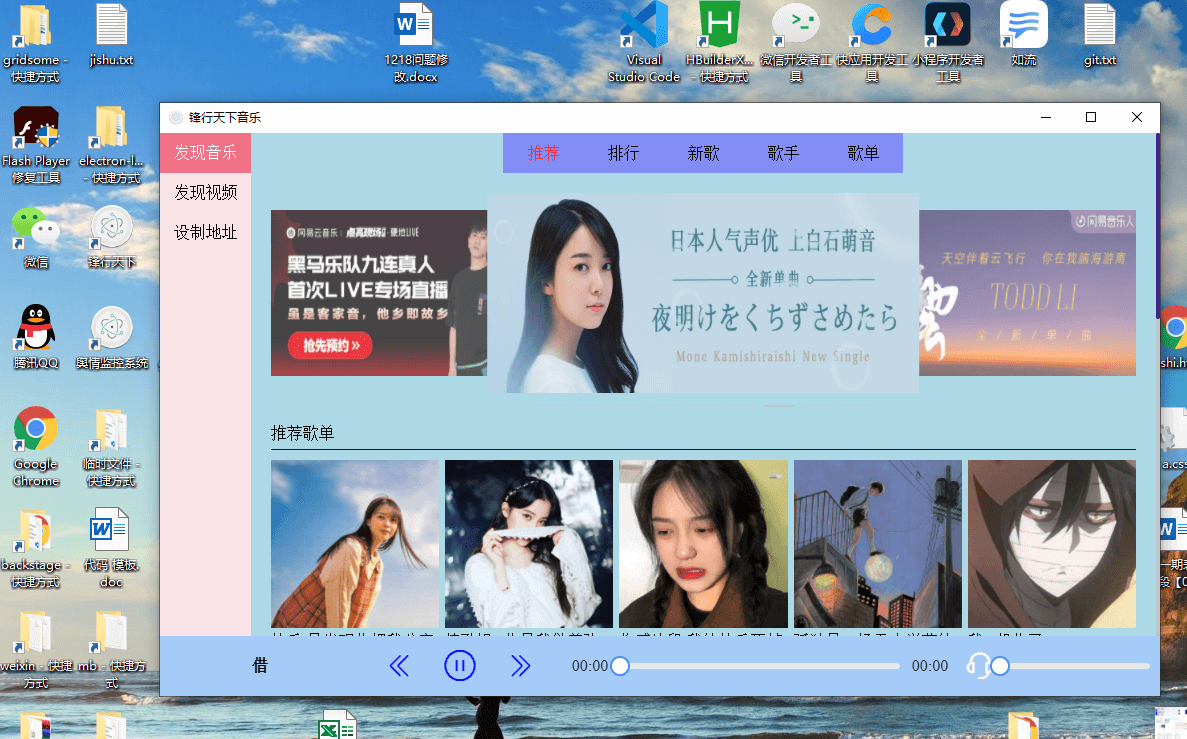 gridsome -
快捷方式
jishu.txt
1218问题修
改.docx
Visual
Studio Code
HBuilderX...
- 快捷方式
微信开发者工
具
快应用开发工
具
小程序开发者
工具
如流
git.txt
Flash Player
修复工具
electron-l...
- 快捷方式
微信
锋行天下
腾讯QQ
舆情监控系统
Google
Chrome
临时文件 -
快捷方式
backstage -
快捷方式
代码 模板.
doc
weixin - 快捷
方式
mb - 快捷方
式
锋行天下音乐
发现音乐
发现视频
设制地址
推荐
排行
新歌
歌手
歌单
网易云音乐
点亮现场 · 硬地LIVE
黑马乐队九连真人
首次LIVE专场直播
虽是客家音，他乡即故乡
抢先预约 »
日本人气声优 上白石萌音
全新单曲
夜明けをくちずさめたら
Mone Kamishiraishi New Single
网易音乐人
天空伴着云飞行 你在我脑海游离
TODD LI
全 新 单 曲
推荐歌单
借
00:00
00:00
shi.h
a.css